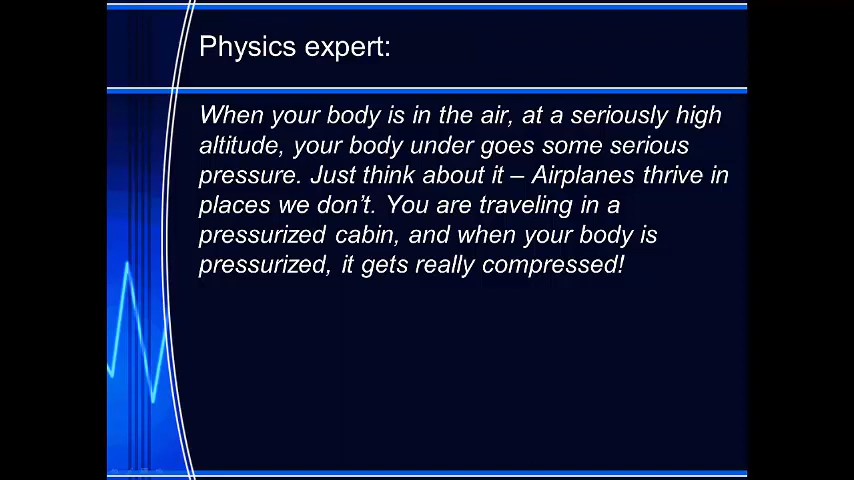 Physics expert:
When your body is in the air, at a seriously high
altitude, your body under goes some serious
pressure. Just think about it – Airplanes thrive in
places we don't. You are traveling in a
pressurized cabin, and when your body is
pressurized, it gets really compressed!